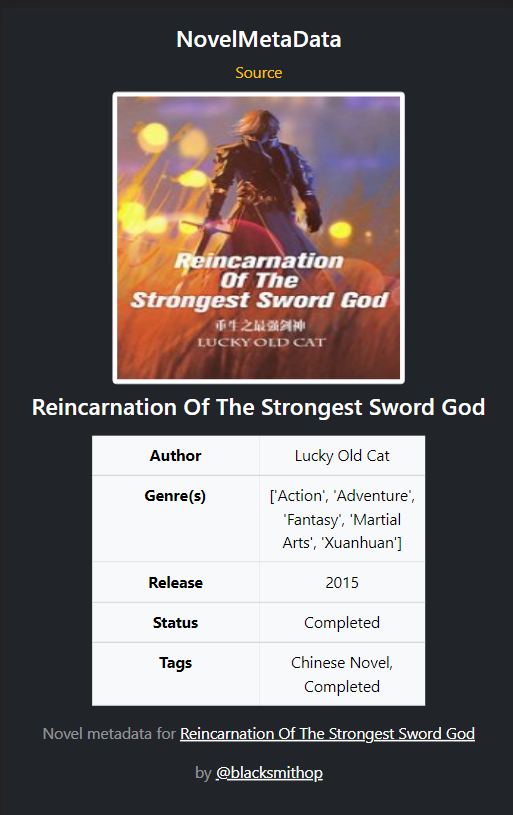 NovelMetaData
Source
Reincarnation
Of The
Strongest Sword God
重生之最强剑神
LUCKY OLD CAT
Reincarnation Of The Strongest Sword God
Author Lucky Old Cat
Genre(s) ['Action', 'Adventure',
'Fantasy', 'Martial
Arts', 'Xuanhuan']
Release 2015
Status Completed
Tags Chinese Novel,
Completed
Novel metadata for Reincarnation Of The Strongest Sword God
by @blacksmithop